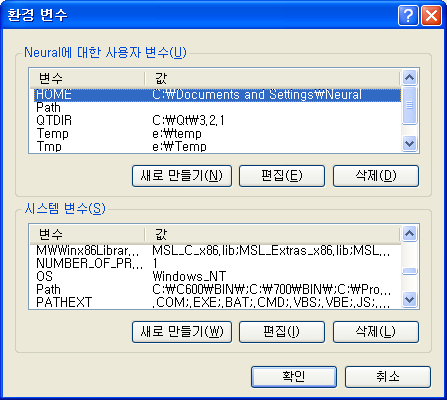 환경 변수
Neural에 대한 사용자 변수(U)
변수 값
HOME C:₩Documents and Settings₩Neural
Path
QTDIR C:₩Qt₩3.2.1
Temp e:₩temp
Tmp e:₩Temp
새로 만들기(N) 편집(E) 삭제(D)
시스템 변수(S)
변수 값
MWWinx86Librar... MSL_C_x86.lib;MSL_Extras_x86.lib;MSL...
NUMBER_OF_PR... 1
OS Windows_NT
Path C:₩C600₩BIN₩;C:₩700₩BIN₩;C:₩Pro...
PATHEXT .COM;.EXE;.BAT;.CMD;.VBS;.VBE;.JS;...
새로 만들기(W) 편집(I) 삭제(L)
확인 취소